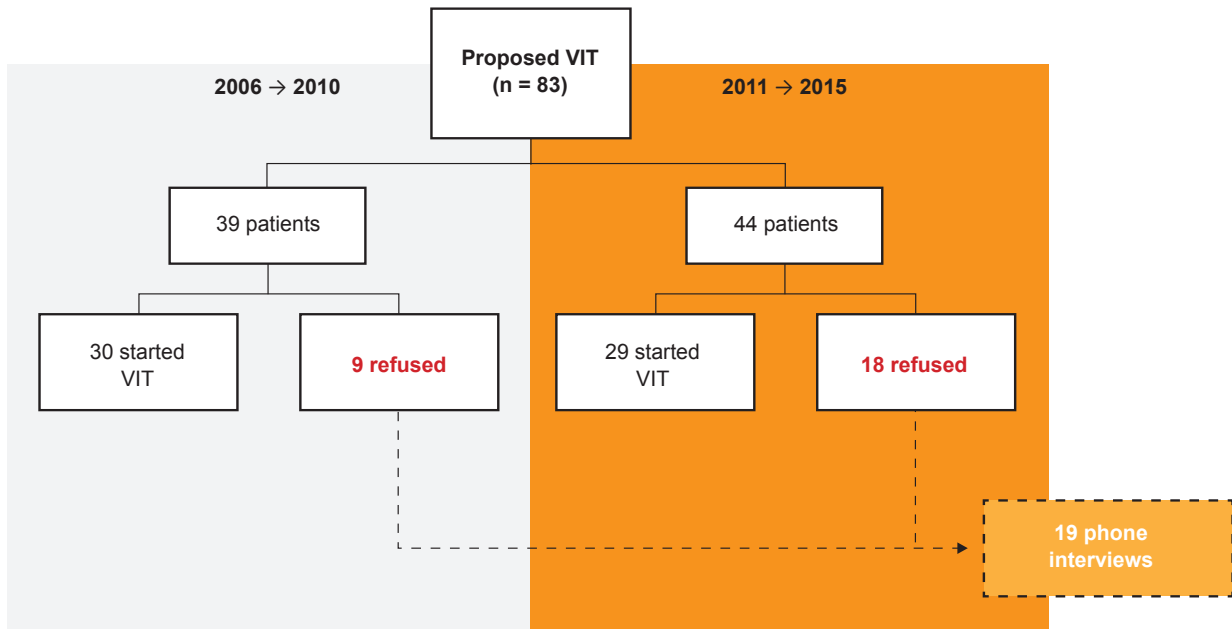 Proposed VIT
(n = 83)
2006 → 2010
2011 → 2015
39 patients
44 patients
30 started
VIT
9 refused
29 started
VIT
18 refused
19 phone
interviews